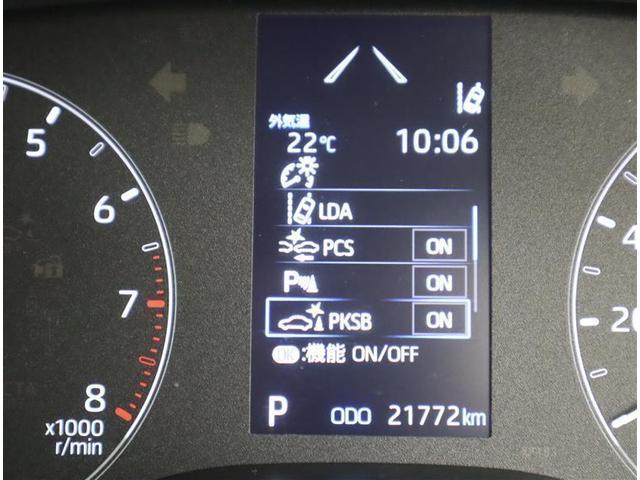 外気温
22℃ 10:06
LDA
PCS ON
P ON
PKSB ON
OK:機能 ON/OFF
P ODO 21772km
5
6
7
8
x1000
r/min
20